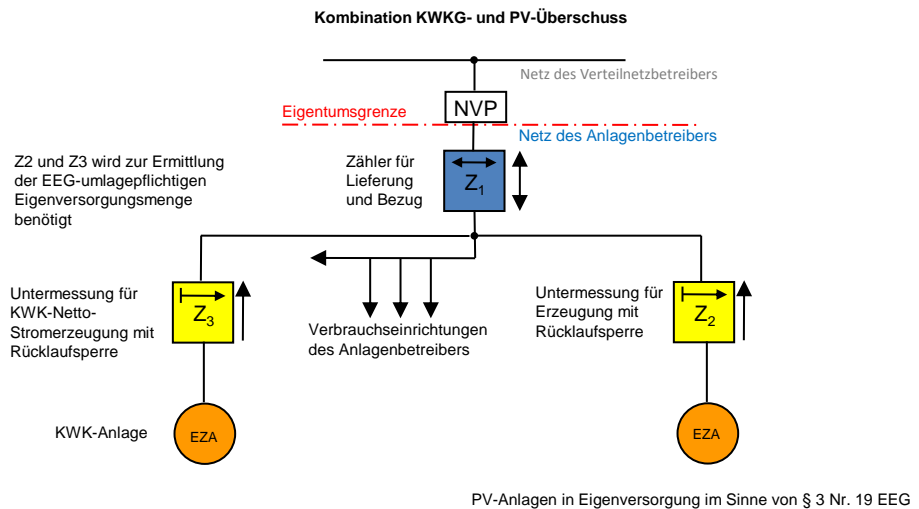 Kombination KWKG- und PV-Überschuss
Netz des Verteilnetzbetreibers
NVP
Eigentumsgrenze
Netz des Anlagenbetreibers
Z2 und Z3 wird zur Ermittlung
der EEG-umlagepflichtigen
Eigenversorgungsmenge
benötigt
Zähler für
Lieferung
und Bezug
Z1
Untermessung für
KWK-Netto-
Stromerzeugung mit
Rücklaufsperre
Z3
Verbrauchseinrichtungen
des Anlagenbetreibers
Untermessung für
Erzeugung mit
Rücklaufsperre
Z2
KWK-Anlage
EZA
EZA
PV-Anlagen in Eigenversorgung im Sinne von § 3 Nr. 19 EEG